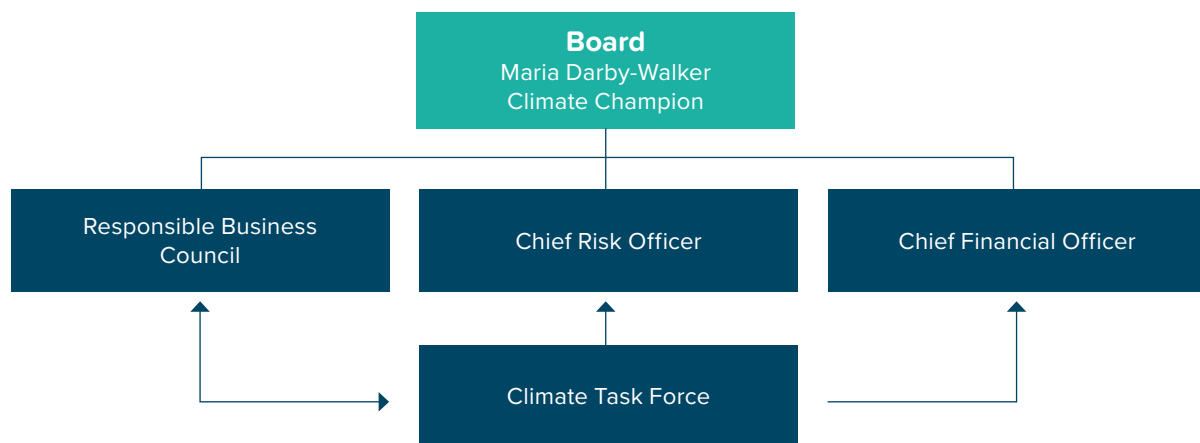 Board
Maria Darby-Walker
Climate Champion
Responsible Business
Council
Chief Risk Officer
Chief Financial Officer
Climate Task Force